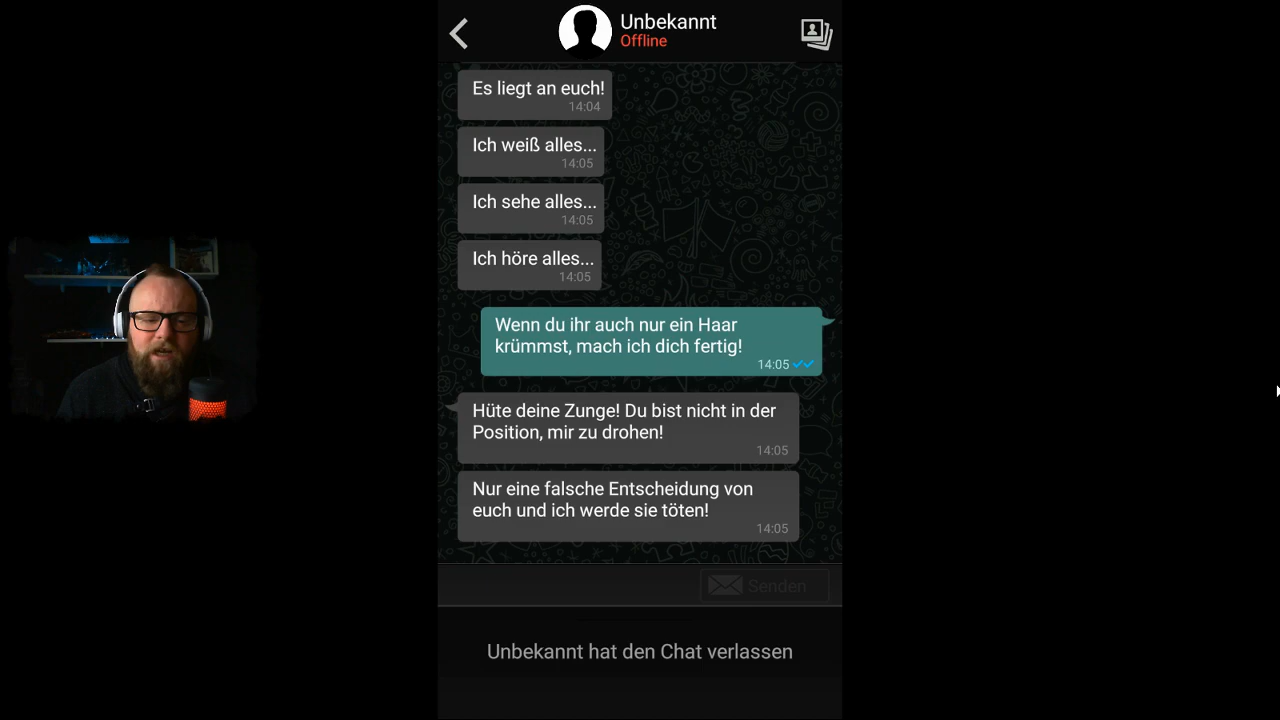 Unbekannt
Offline
Es liegt an euch!
14:04
Ich weiß alles...
14:05
Ich sehe alles...
14:05
Ich höre alles...
14:05
Wenn du ihr auch nur ein Haar
krümmst, mach ich dich fertig!
14:05
Hüte deine Zunge! Du bist nicht in der
Position, mir zu drohen!
14:05
Nur eine falsche Entscheidung von
euch und ich werde sie töten!
14:05
Senden
Unbekannt hat den Chat verlassen